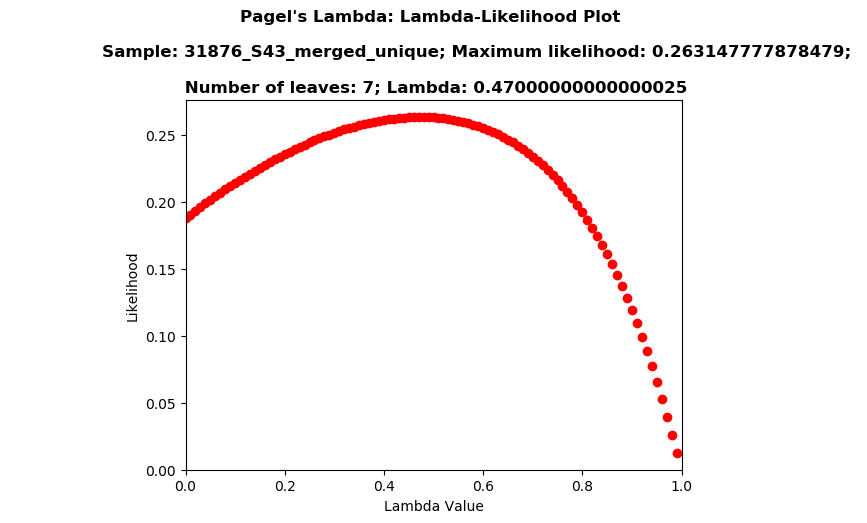 Pagel's Lambda: Lambda-Likelihood Plot
Sample: 31876_S43_merged_unique; Maximum likelihood: 0.263147777878479;
Number of leaves: 7; Lambda: 0.47000000000000025
0.25
0.20
0.15
0.10
0.05
0.00
Likelihood
0.0 0.2 0.4 0.6 0.8 1.0
Lambda Value